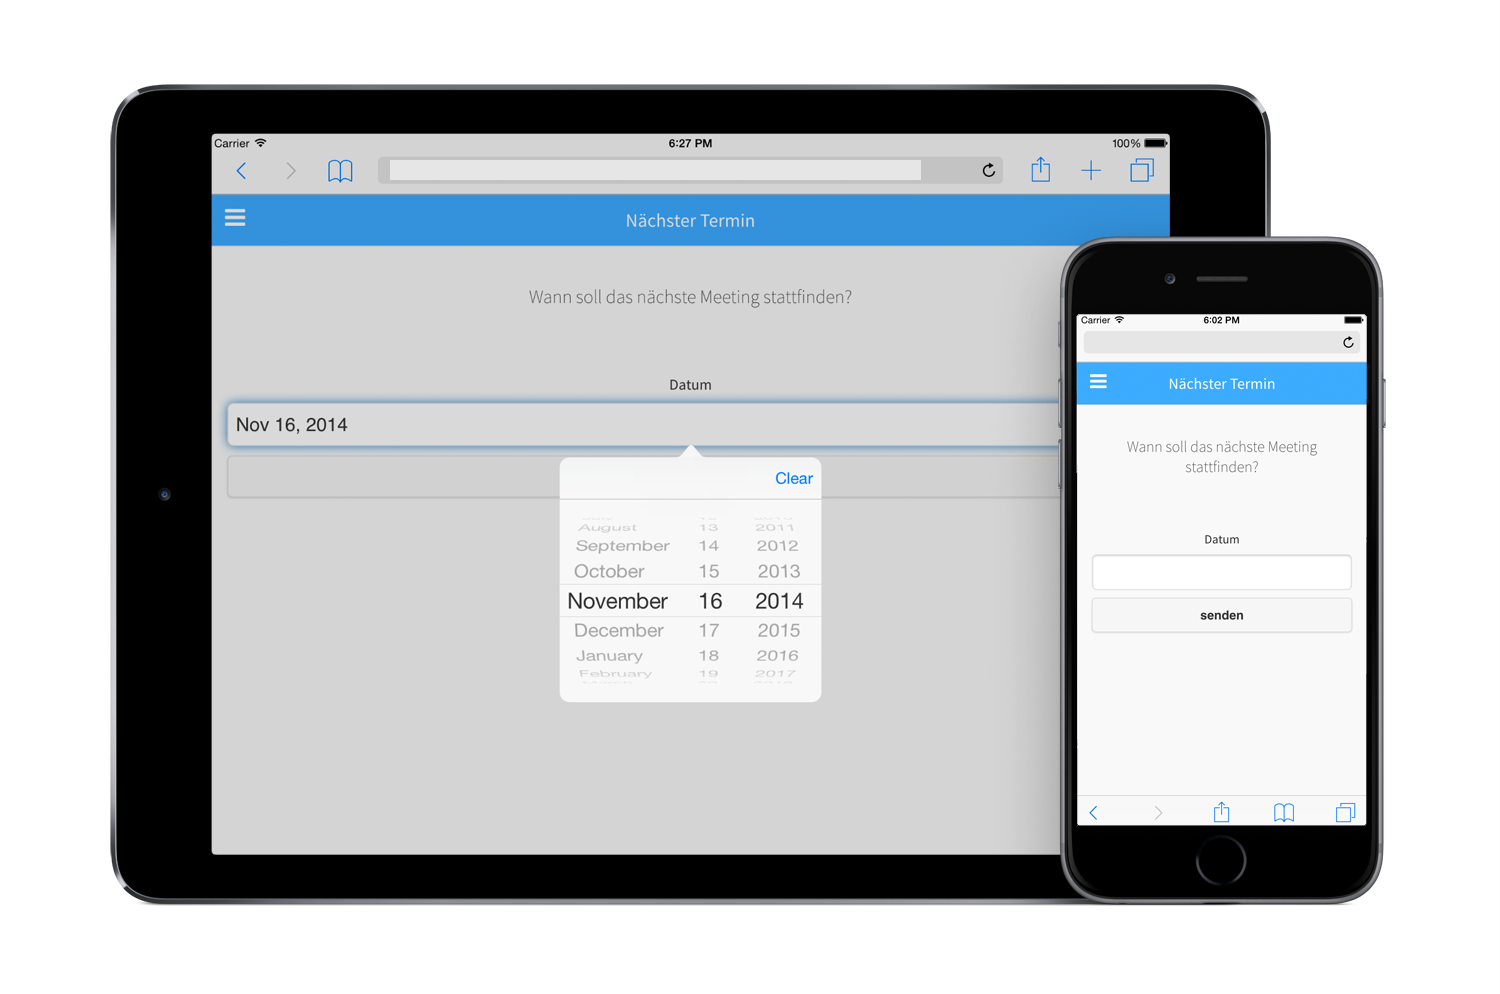 Carrier 6:27 PM 100%
Nächster Termin
Wann soll das nächste Meeting stattfinden?
Datum
Nov 16, 2014
Clear
August 13 2011
September 14 2012
October 15 2013
November 16 2014
December 17 2015
January 18 2016
February 19 2017
Carrier 6:02 PM
Nächster Termin
Wann soll das nächste Meeting
stattfinden?
Datum
senden